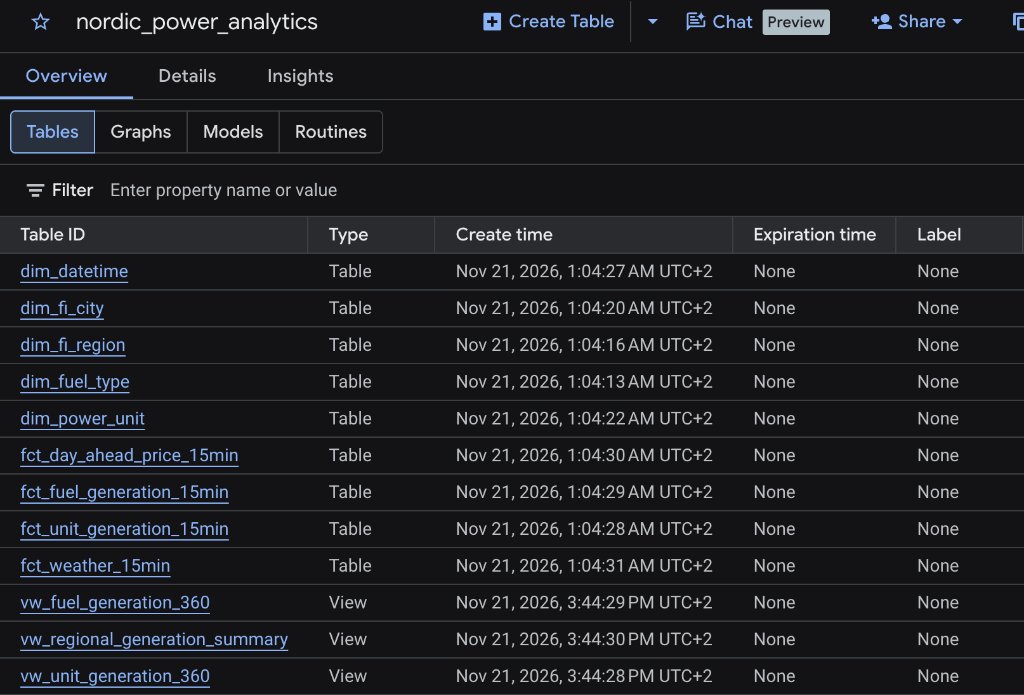 nordic_power_analytics Create Table Chat Preview Share
Overview Details Insights
Tables Graphs Models Routines
Filter Enter property name or value
Table ID Type Create time Expiration time Label
dim_datetime Table Nov 21, 2026, 1:04:27 AM UTC+2 None None
dim_fi_city Table Nov 21, 2026, 1:04:20 AM UTC+2 None None
dim_fi_region Table Nov 21, 2026, 1:04:16 AM UTC+2 None None
dim_fuel_type Table Nov 21, 2026, 1:04:13 AM UTC+2 None None
dim_power_unit Table Nov 21, 2026, 1:04:22 AM UTC+2 None None
fct_day_ahead_price_15min Table Nov 21, 2026, 1:04:30 AM UTC+2 None None
fct_fuel_generation_15min Table Nov 21, 2026, 1:04:29 AM UTC+2 None None
fct_unit_generation_15min Table Nov 21, 2026, 1:04:28 AM UTC+2 None None
fct_weather_15min Table Nov 21, 2026, 1:04:31 AM UTC+2 None None
vw_fuel_generation_360 View Nov 21, 2026, 3:44:29 PM UTC+2 None None
vw_regional_generation_summary View Nov 21, 2026, 3:44:30 PM UTC+2 None None
vw_unit_generation_360 View Nov 21, 2026, 3:44:28 PM UTC+2 None None